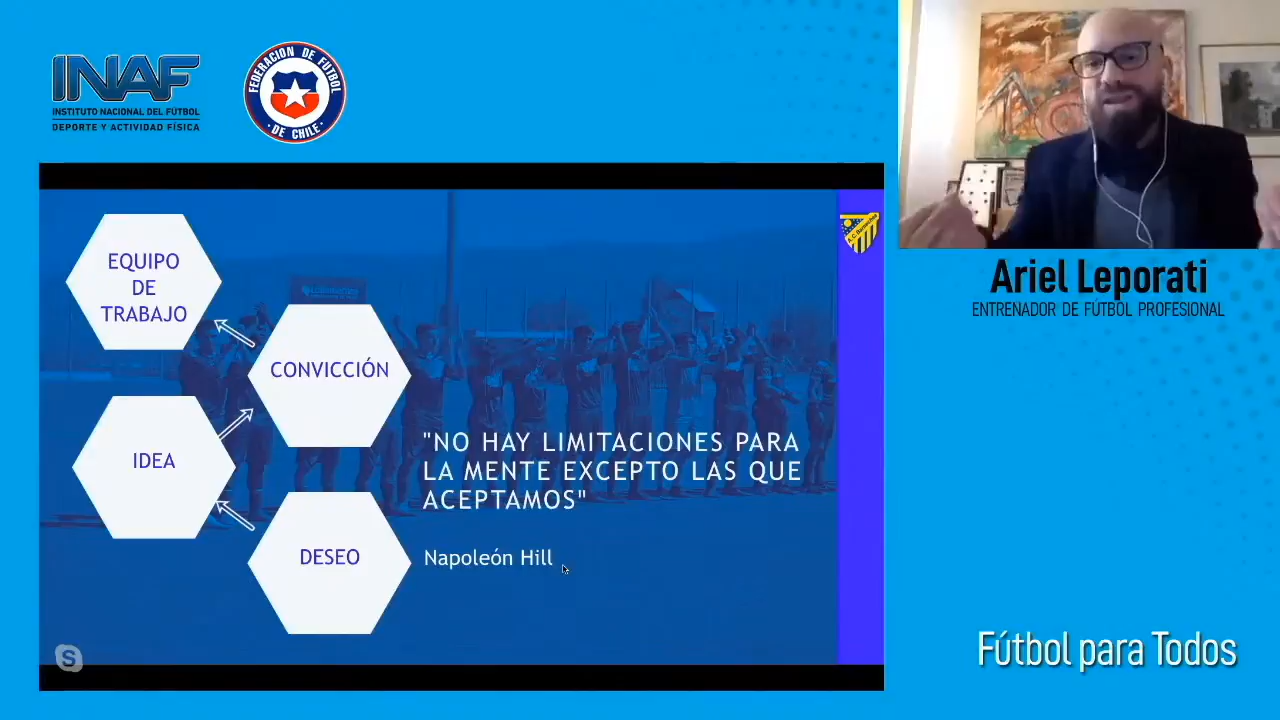 INAF
INSTITUTO NACIONAL DEL FÚTBOL
DEPORTE Y ACTIVIDAD FÍSICA
FEDERACION DE FUTBOL
· DE CHILE ·
EQUIPO
DE
TRABAJO
CONVICCIÓN
IDEA
DESEO
"NO HAY LIMITACIONES PARA
LA MENTE EXCEPTO LAS QUE
ACEPTAMOS"
Napoleón Hill
S
Ariel Leporati
ENTRENADOR DE FÚTBOL PROFESIONAL
Fútbol para Todos